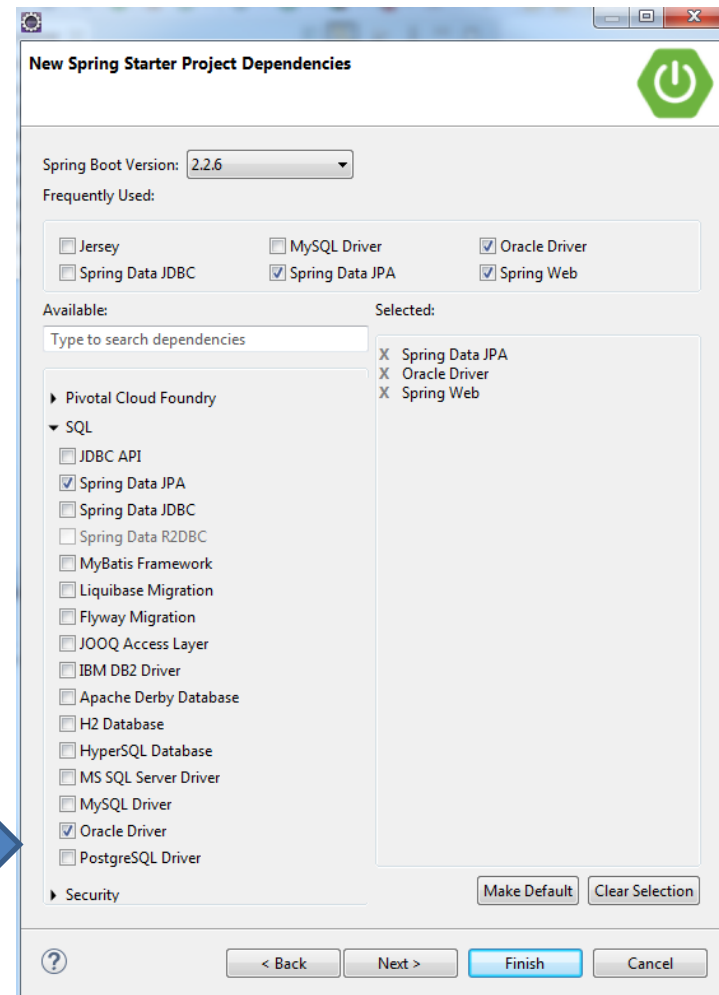 New Spring Starter Project Dependencies
Spring Boot Version: 2.2.6
Frequently Used:
Jersey MySQL Driver Oracle Driver
Spring Data JDBC Spring Data JPA Spring Web
Available: Selected:
Type to search dependencies
X Spring Data JPA
X Oracle Driver
X Spring Web
Pivotal Cloud Foundry
SQL
JDBC API
Spring Data JPA
Spring Data JDBC
Spring Data R2DBC
MyBatis Framework
Liquibase Migration
Flyway Migration
JOOQ Access Layer
IBM DB2 Driver
Apache Derby Database
H2 Database
HyperSQL Database
MS SQL Server Driver
MySQL Driver
Oracle Driver
PostgreSQL Driver
Security
Make Default Clear Selection
? < Back Next > Finish Cancel